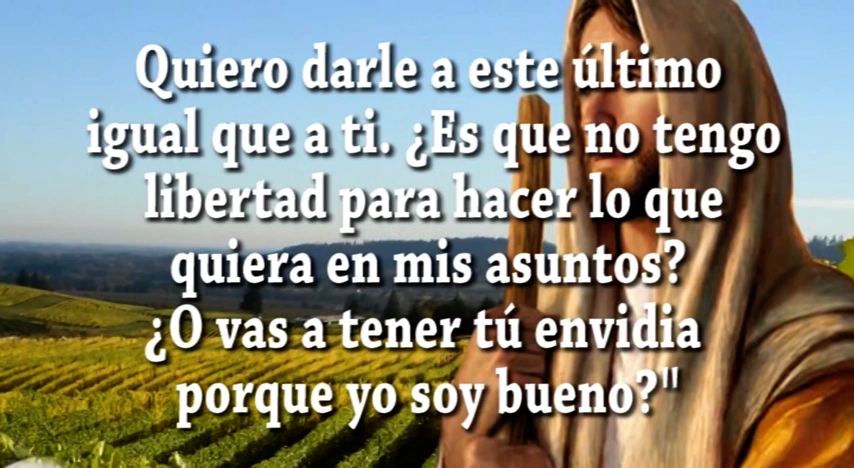 Quiero darle a este último
igual que a ti. ¿Es que no tengo
libertad para hacer lo que
quiera en mis asuntos?
¿O vas a tener tú envidia
porque yo soy bueno?"